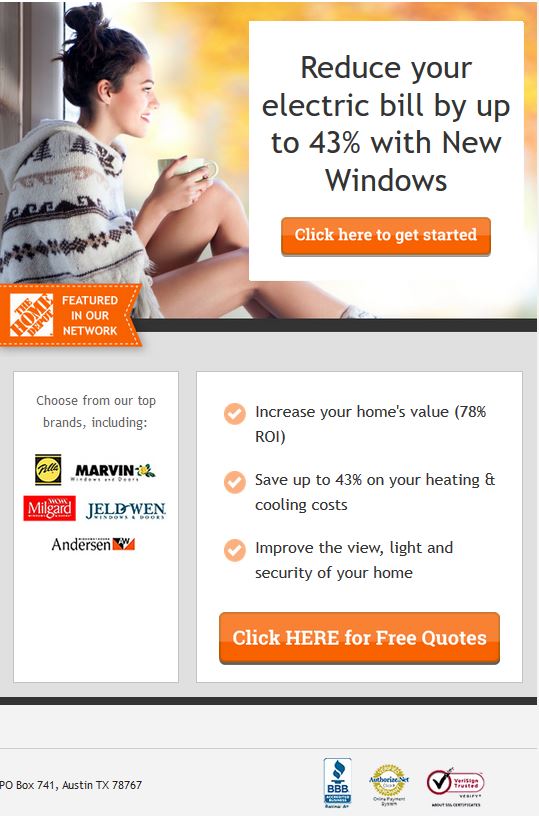 Reduce your
electric bill by up
to 43% with New
Windows
Click here to get started
THE
HOME
DEPOT
FEATURED
IN OUR
NETWORK
Choose from our top
brands, including:
Pella
MARVIN
Windows and Doors
Milgard
JELD-WEN
WINDOWS & DOORS
Andersen AW
Increase your home's value (78%
ROI)
Save up to 43% on your heating &
cooling costs
Improve the view, light and
security of your home
Click HERE for Free Quotes
PO Box 741, Austin TX 78767
BBB
ACCREDITED
BUSINESS
Rating: A+
Authorize.Net
Click
Online Payment
System
VeriSign
Trusted
VERIFY
ABOUT SSL CERTIFICATES